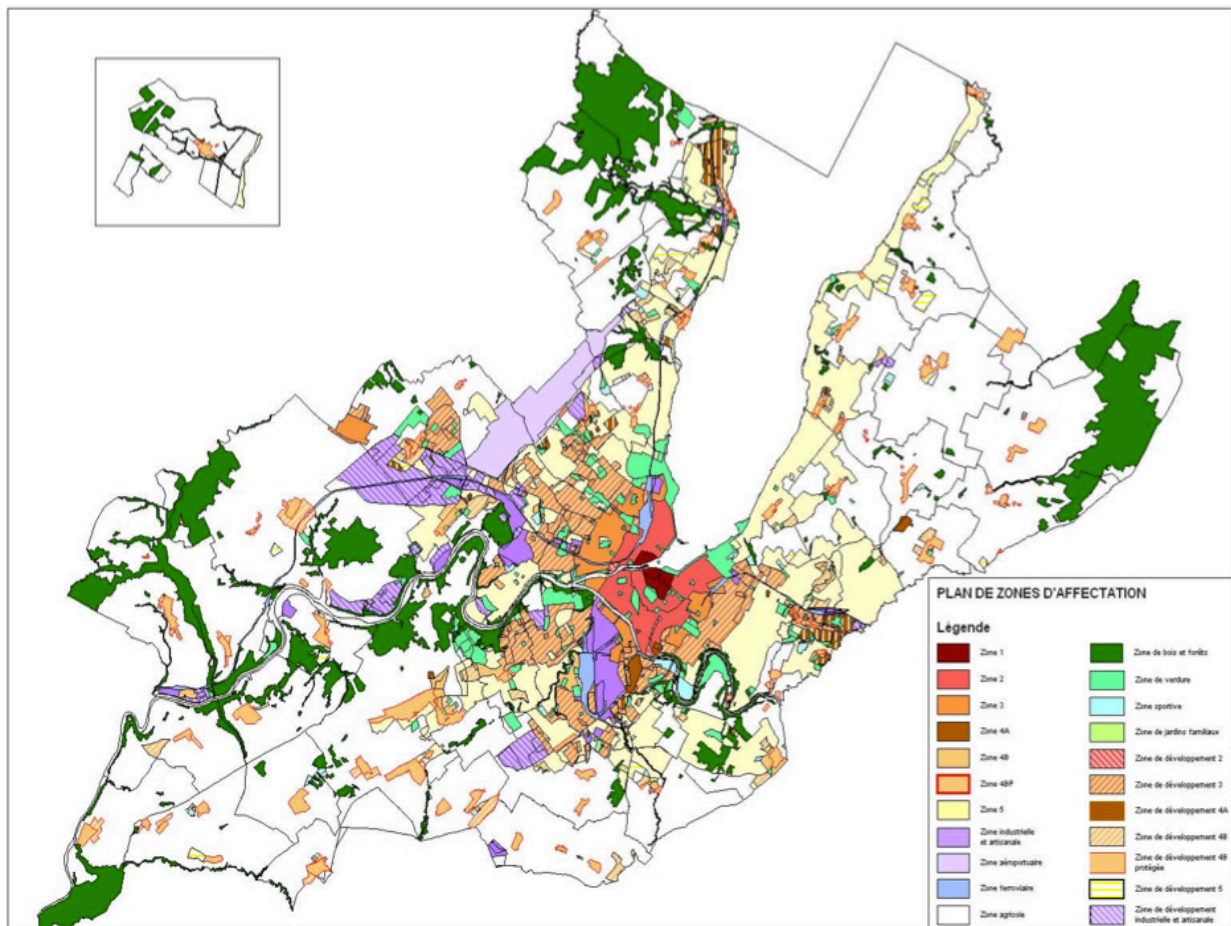 PLAN DE ZONES D'AFFECTATION
Légende
Zone 1
Zone 2
Zone 3
Zone 4A
Zone 4B
Zone 4BP
Zone 5
Zone industrielle
et artisanale
Zone aéroportuaire
Zone ferroviaire
Zone agricole
Zone de bois et forêts
Zone de verdure
Zone sportive
Zone de jardins familiaux
Zone de développement 2
Zone de développement 3
Zone de développement 4A
Zone de développement 4B
Zone de développement 4B
protégée
Zone de développement 5
Zone de développement
industrielle et artisanale